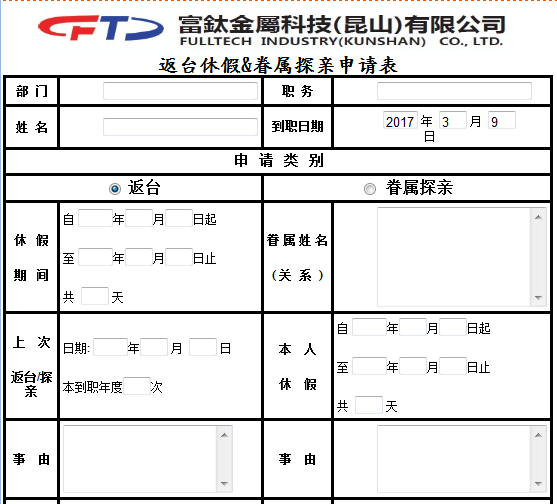 FTD
富鈦金屬科技(昆山)有限公司
FULLTECH INDUSTRY(KUNSHAN) CO., LTD.
返台休假&眷属探亲申请表
部 门 职 务
姓 名 到职日期 2017 年 3 月 9
日
申 请 类 别
返台 眷属探亲
自 年 月 日起
休 假 至 年 月 日止
期 间 共 天
眷属姓名
(关系)
上 次 日期: 年 月 日
返台/探
亲 本到职年度 次
自 年 月 日起
本 人 至 年 月 日止
休 假 共 天
事 由 事 由